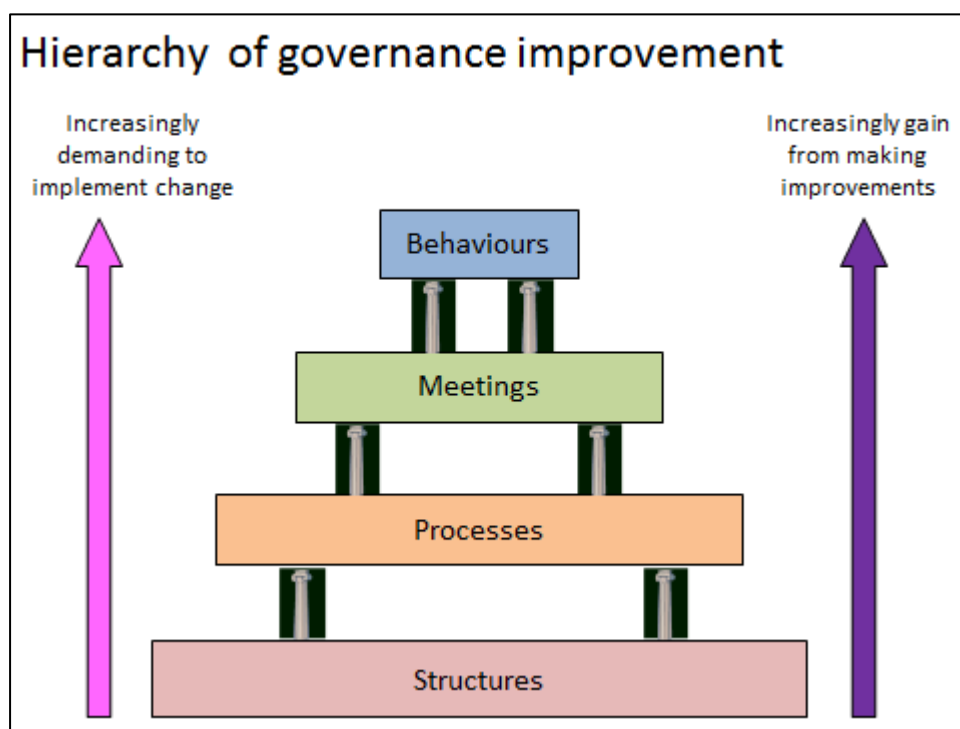 Hierarchy of governance improvement
Increasingly
demanding to
implement change
Increasingly gain
from making
improvements
Behaviours
Meetings
Processes
Structures